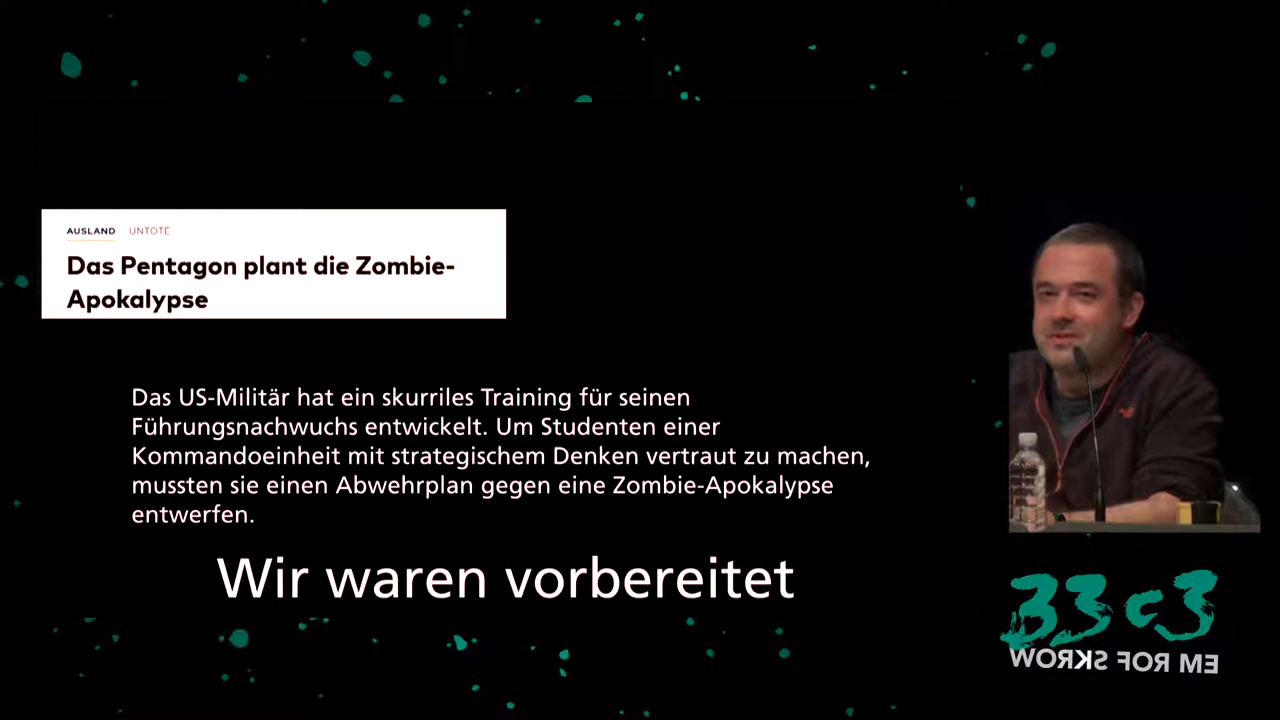 AUSLAND UNTOTE
Das Pentagon plant die Zombie-
Apokalypse
Das US-Militär hat ein skurriles Training für seinen
Führungsnachwuchs entwickelt. Um Studenten einer
Kommandoeinheit mit strategischem Denken vertraut zu machen,
mussten sie einen Abwehrplan gegen eine Zombie-Apokalypse
entwerfen.
Wir waren vorbereitet
33c3
WORKS FOR ME